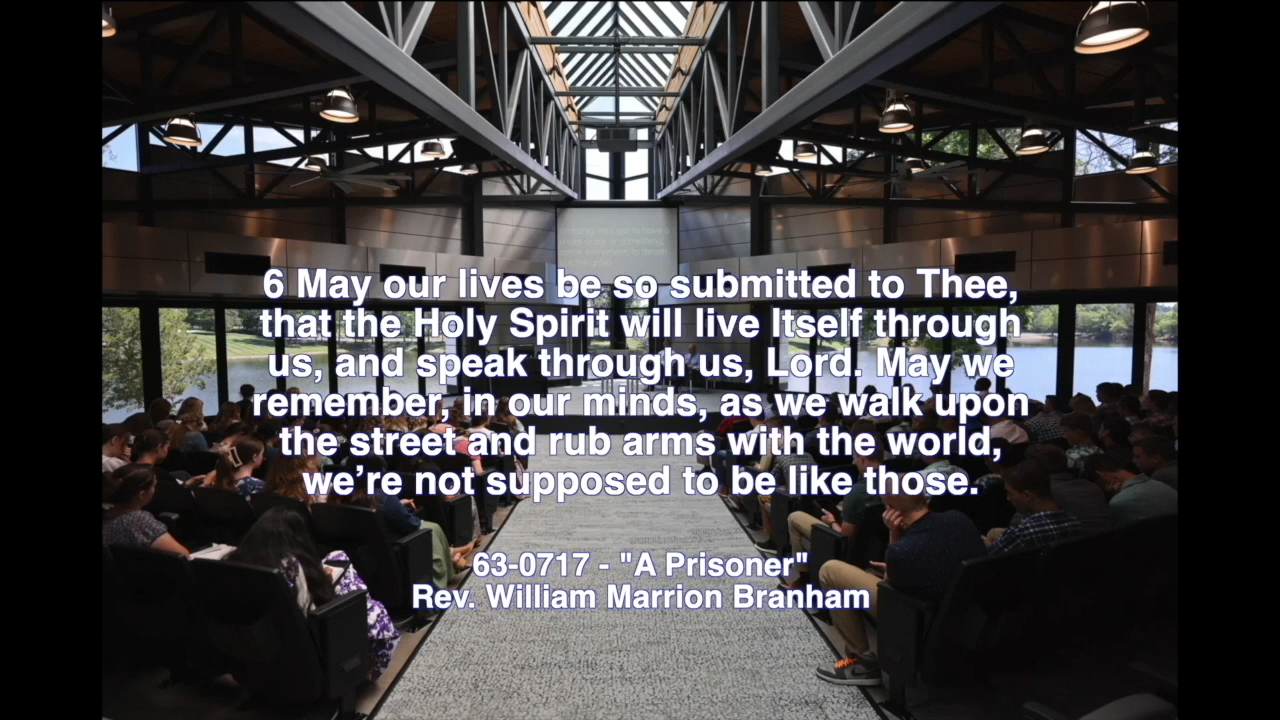 6 May our lives be so submitted to Thee,
that the Holy Spirit will live Itself through
us, and speak through us, Lord. May we
remember, in our minds, as we walk upon
the street and rub arms with the world,
we’re not supposed to be like those.
63-0717 - "A Prisoner"
Rev. William Marrion Branham